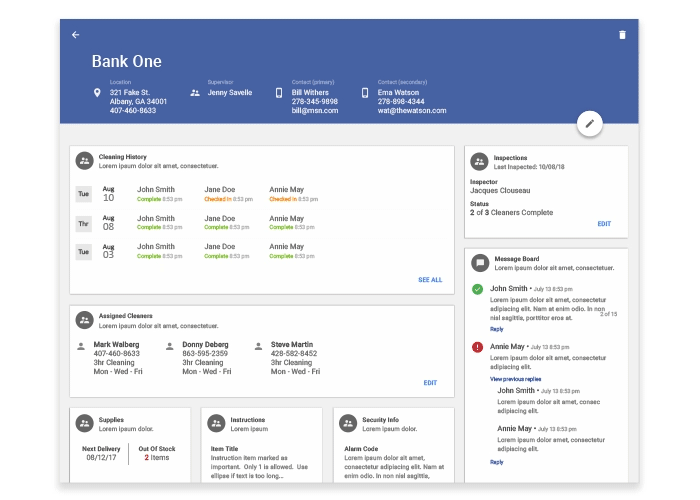 Bank One
Location
321 Fake St.
Albany, GA 34001
407-460-8633
Supervisor
Jenny Savelle
Contact (primary)
Bill Withers
278-345-9898
bill@msn.com
Contact (secondary)
Ema Watson
278-898-4344
wat@thewatson.com
Cleaning History
Lorem ipsum dolor sit amet, consectetuer.
Tue Aug 10 John Smith Jane Doe Annie May
Complete 8:53 pm Checked In 8:53 pm Checked In 8:53 pm
Thr Aug 08 John Smith Jane Doe Annie May
Complete 8:53 pm Complete 8:53 pm Complete 8:53 pm
Tue Aug 03 John Smith Jane Doe Annie May
Complete 8:53 pm Complete 8:53 pm Complete 8:53 pm
SEE ALL
Assigned Cleaners
Lorem ipsum dolor sit amet, consectetuer.
Mark Walberg
407-460-8633
3hr Cleaning
Mon - Wed - Fri
Donny Deberg
863-595-2359
3hr Cleaning
Mon - Wed - Fri
Steve Martin
428-582-8452
3hr Cleaning
Mon - Wed - Fri
EDIT
Supplies
Lorem ipsum dolor.
Next Delivery
08/12/17
Out Of Stock
2 Items
Instructions
Lorem ipsum
Item Title
Instruction item marked as
important. Only 1 is allowed. Use
ellipse if text is too long...
Security Info
Lorem ipsum dolor sit amet.
Alarm Code
Lorem ipsum dolor sit amet,
consectetuer adipiscing elit. Nam
at enim odio. In non nisl sagittis,
Inspections
Last Inspected: 10/08/18
Inspector
Jacques Clouseau
Status
2 of 3 Cleaners Complete
EDIT
Message Board
Lorem ipsum dolor sit amet, consectetuer.
John Smith • July 13 8:53 pm
Lorem ipsum dolor sit amet, consectetur
adipiscing elit. Nam at enim odio. In non
nisl sagittis, porttitor eros at.
2 of 15
Reply
Annie May • July 13 8:53 pm
Lorem ipsum dolor sit amet, consectetur
adipiscing elit.
View previous replies
John Smith • July 13 8:53 pm
Lorem ipsum dolor sit amet, consec
adipiscing elit.
Annie May • July 13 8:53 pm
Lorem ipsum dolor sit amet, consectetur
adipiscing elit.
Reply